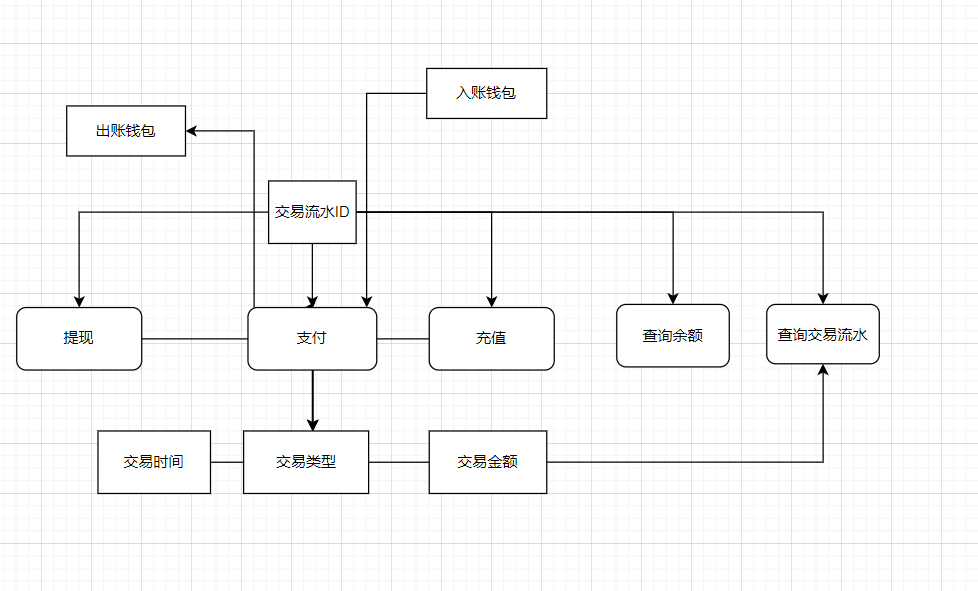 入账钱包
出账钱包
交易流水ID
提现
支付
充值
查询余额
查询交易流水
交易时间
交易类型
交易金额